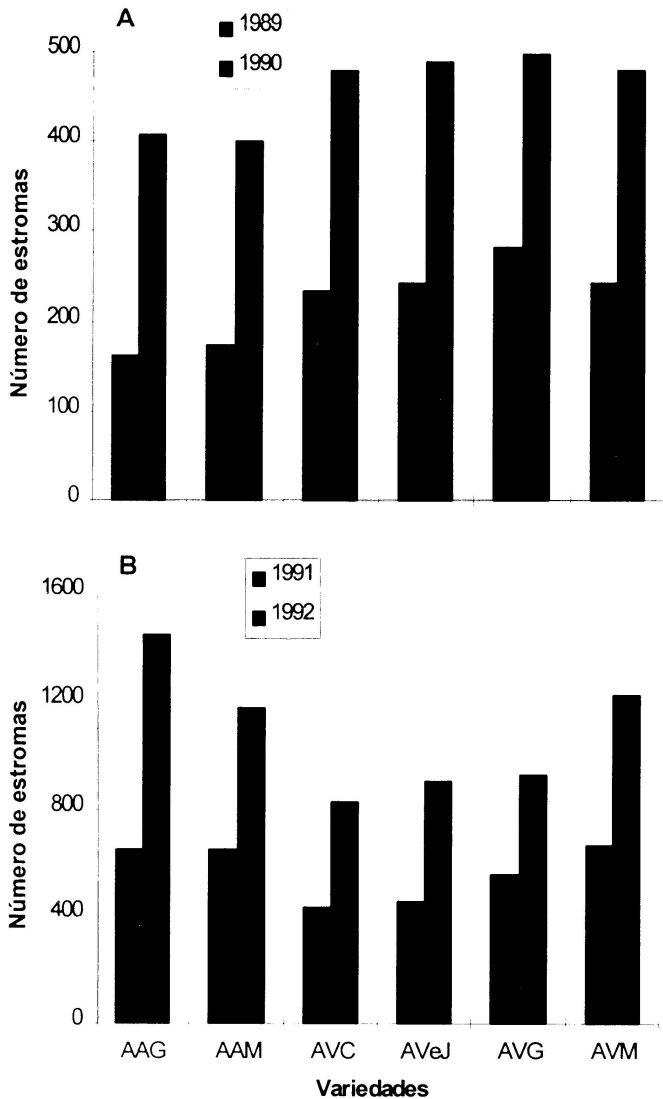 A
1989
1990
500
400
300
200
100
0
Número de estromas
B
1991
1992
1600
1200
800
400
0
Número de estromas
AAG AAM AVC AVeJ AVG AVM
Variedades